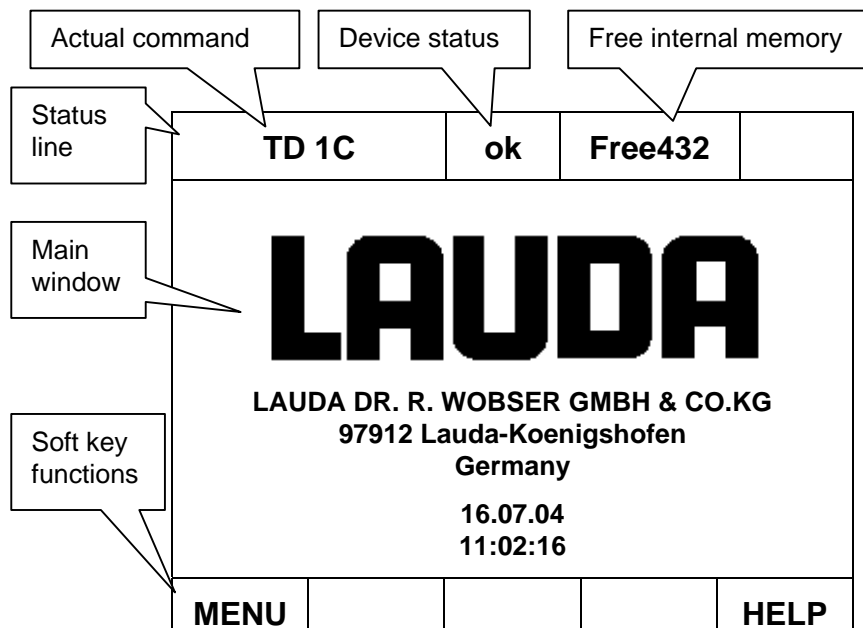 Actual command
Device status
Free internal memory
Status
line
TD 1C
ok
Free432
Main
window
LAUDA
LAUDA DR. R. WOBSER GMBH & CO.KG
97912 Lauda-Koenigshofen
Germany
16.07.04
11:02:16
Soft key
functions
MENU
HELP